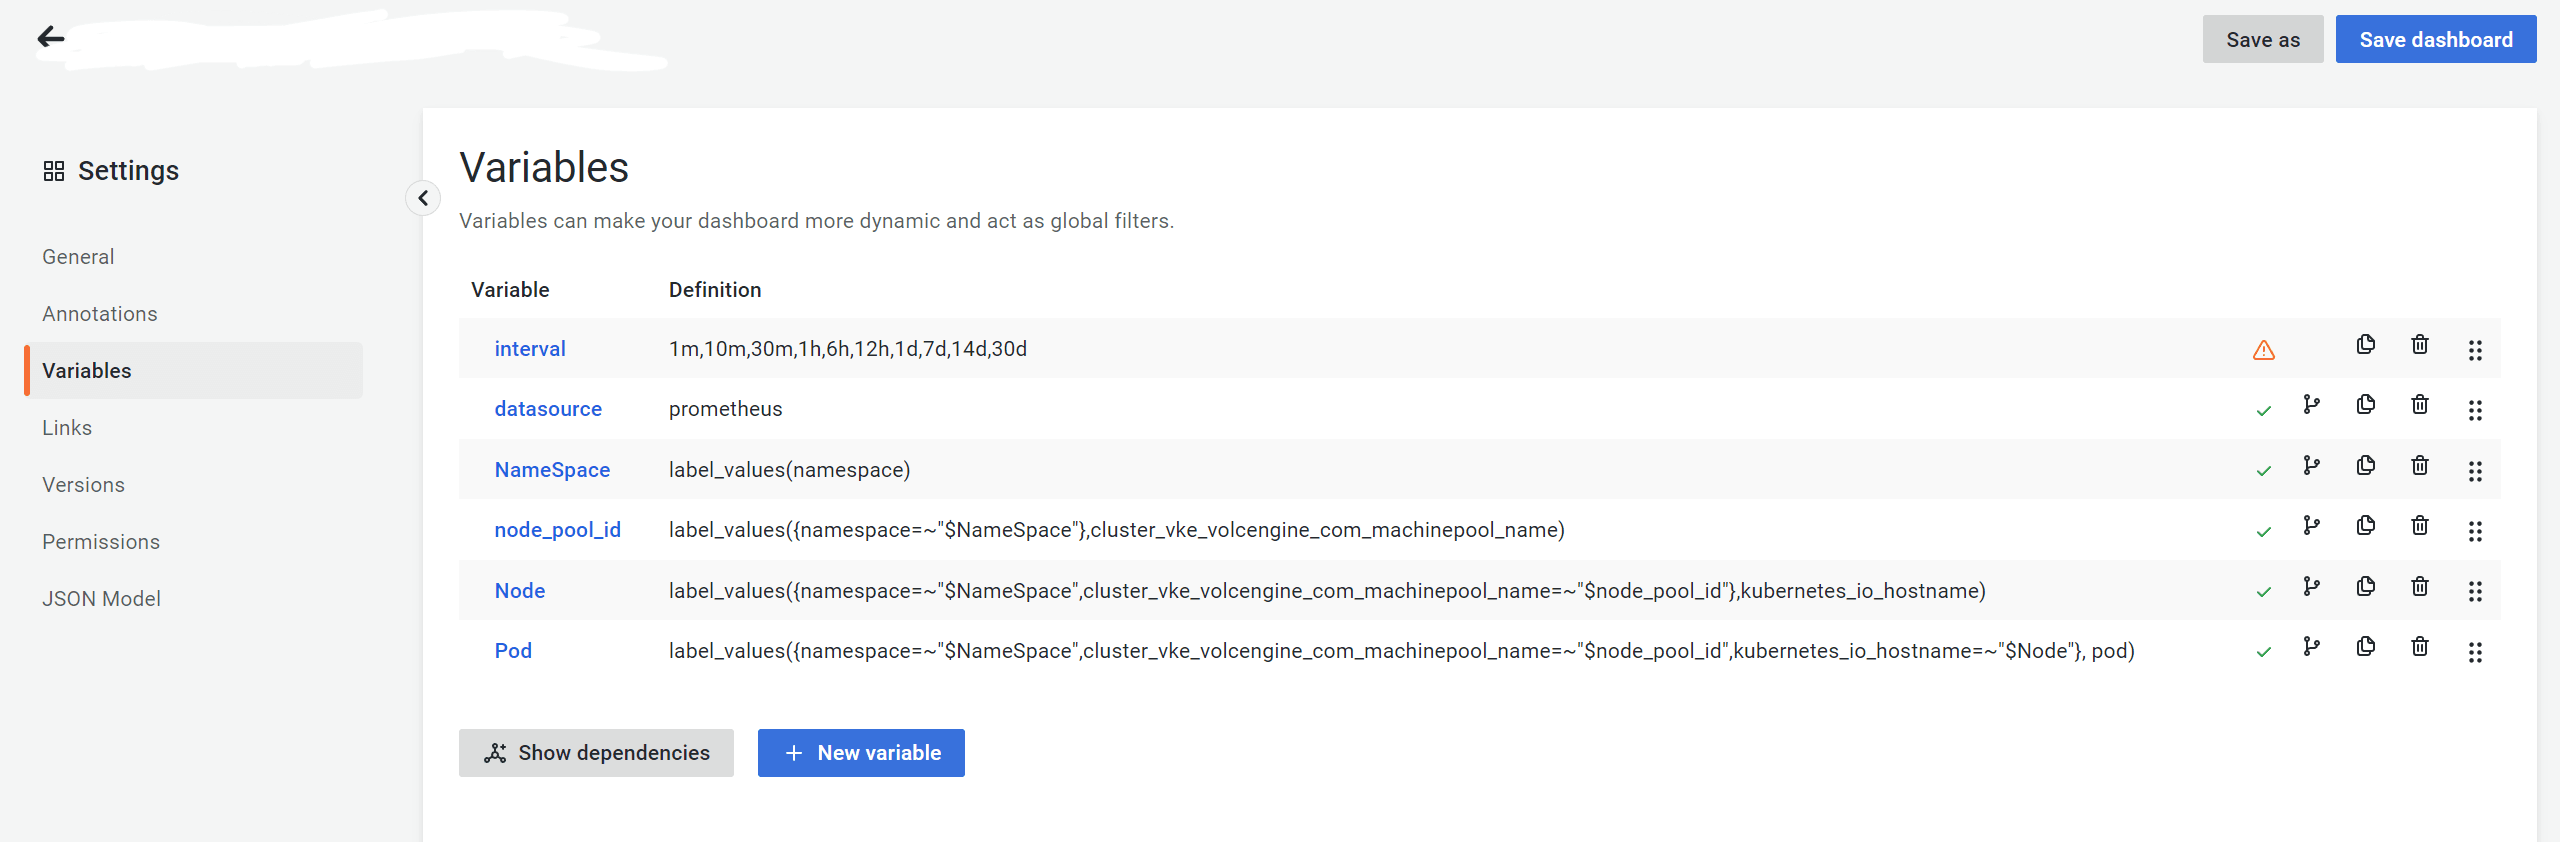 Save as
Save dashboard
Settings
General
Annotations
Variables
Links
Versions
Permissions
JSON Model
Variables
Variables can make your dashboard more dynamic and act as global filters.
Variable Definition
interval 1m,10m,30m,1h,6h,12h,1d,7d,14d,30d
datasource prometheus
NameSpace label_values(namespace)
node_pool_id label_values({namespace=~"$NameSpace"},cluster_vke_volcengine_com_machinepool_name)
Node label_values({namespace=~"$NameSpace",cluster_vke_volcengine_com_machinepool_name=~"$node_pool_id"},kubernetes_io_hostname)
Pod label_values({namespace=~"$NameSpace",cluster_vke_volcengine_com_machinepool_name=~"$node_pool_id",kubernetes_io_hostname=~"$Node"}, pod)
Show dependencies
New variable